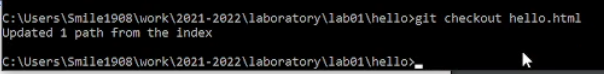 C:\Users\Smile1908\work\2021-2022\laboratory\lab01\hello>git checkout hello.html
Updated 1 path from the index
C:\Users\Smile1908\work\2021-2022\laboratory\lab01\hello>